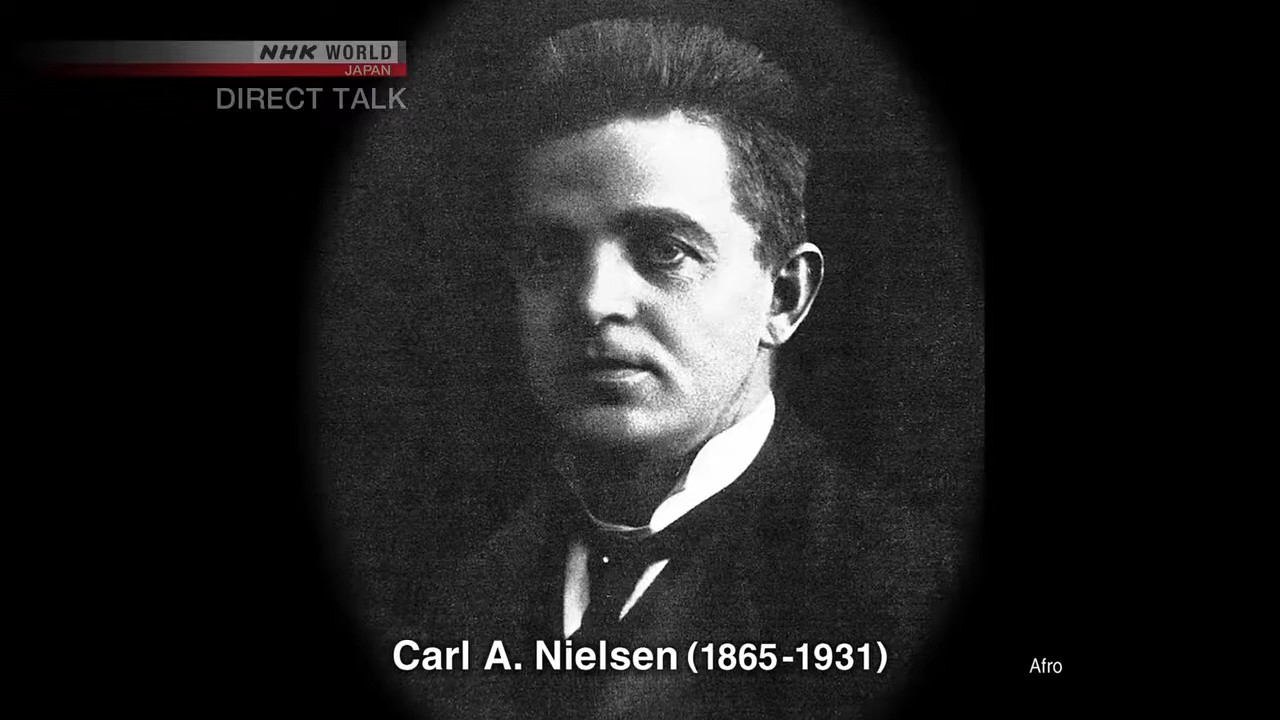 NHK WORLD
JAPAN
DIRECT TALK
Carl A. Nielsen (1865-1931)
Afro